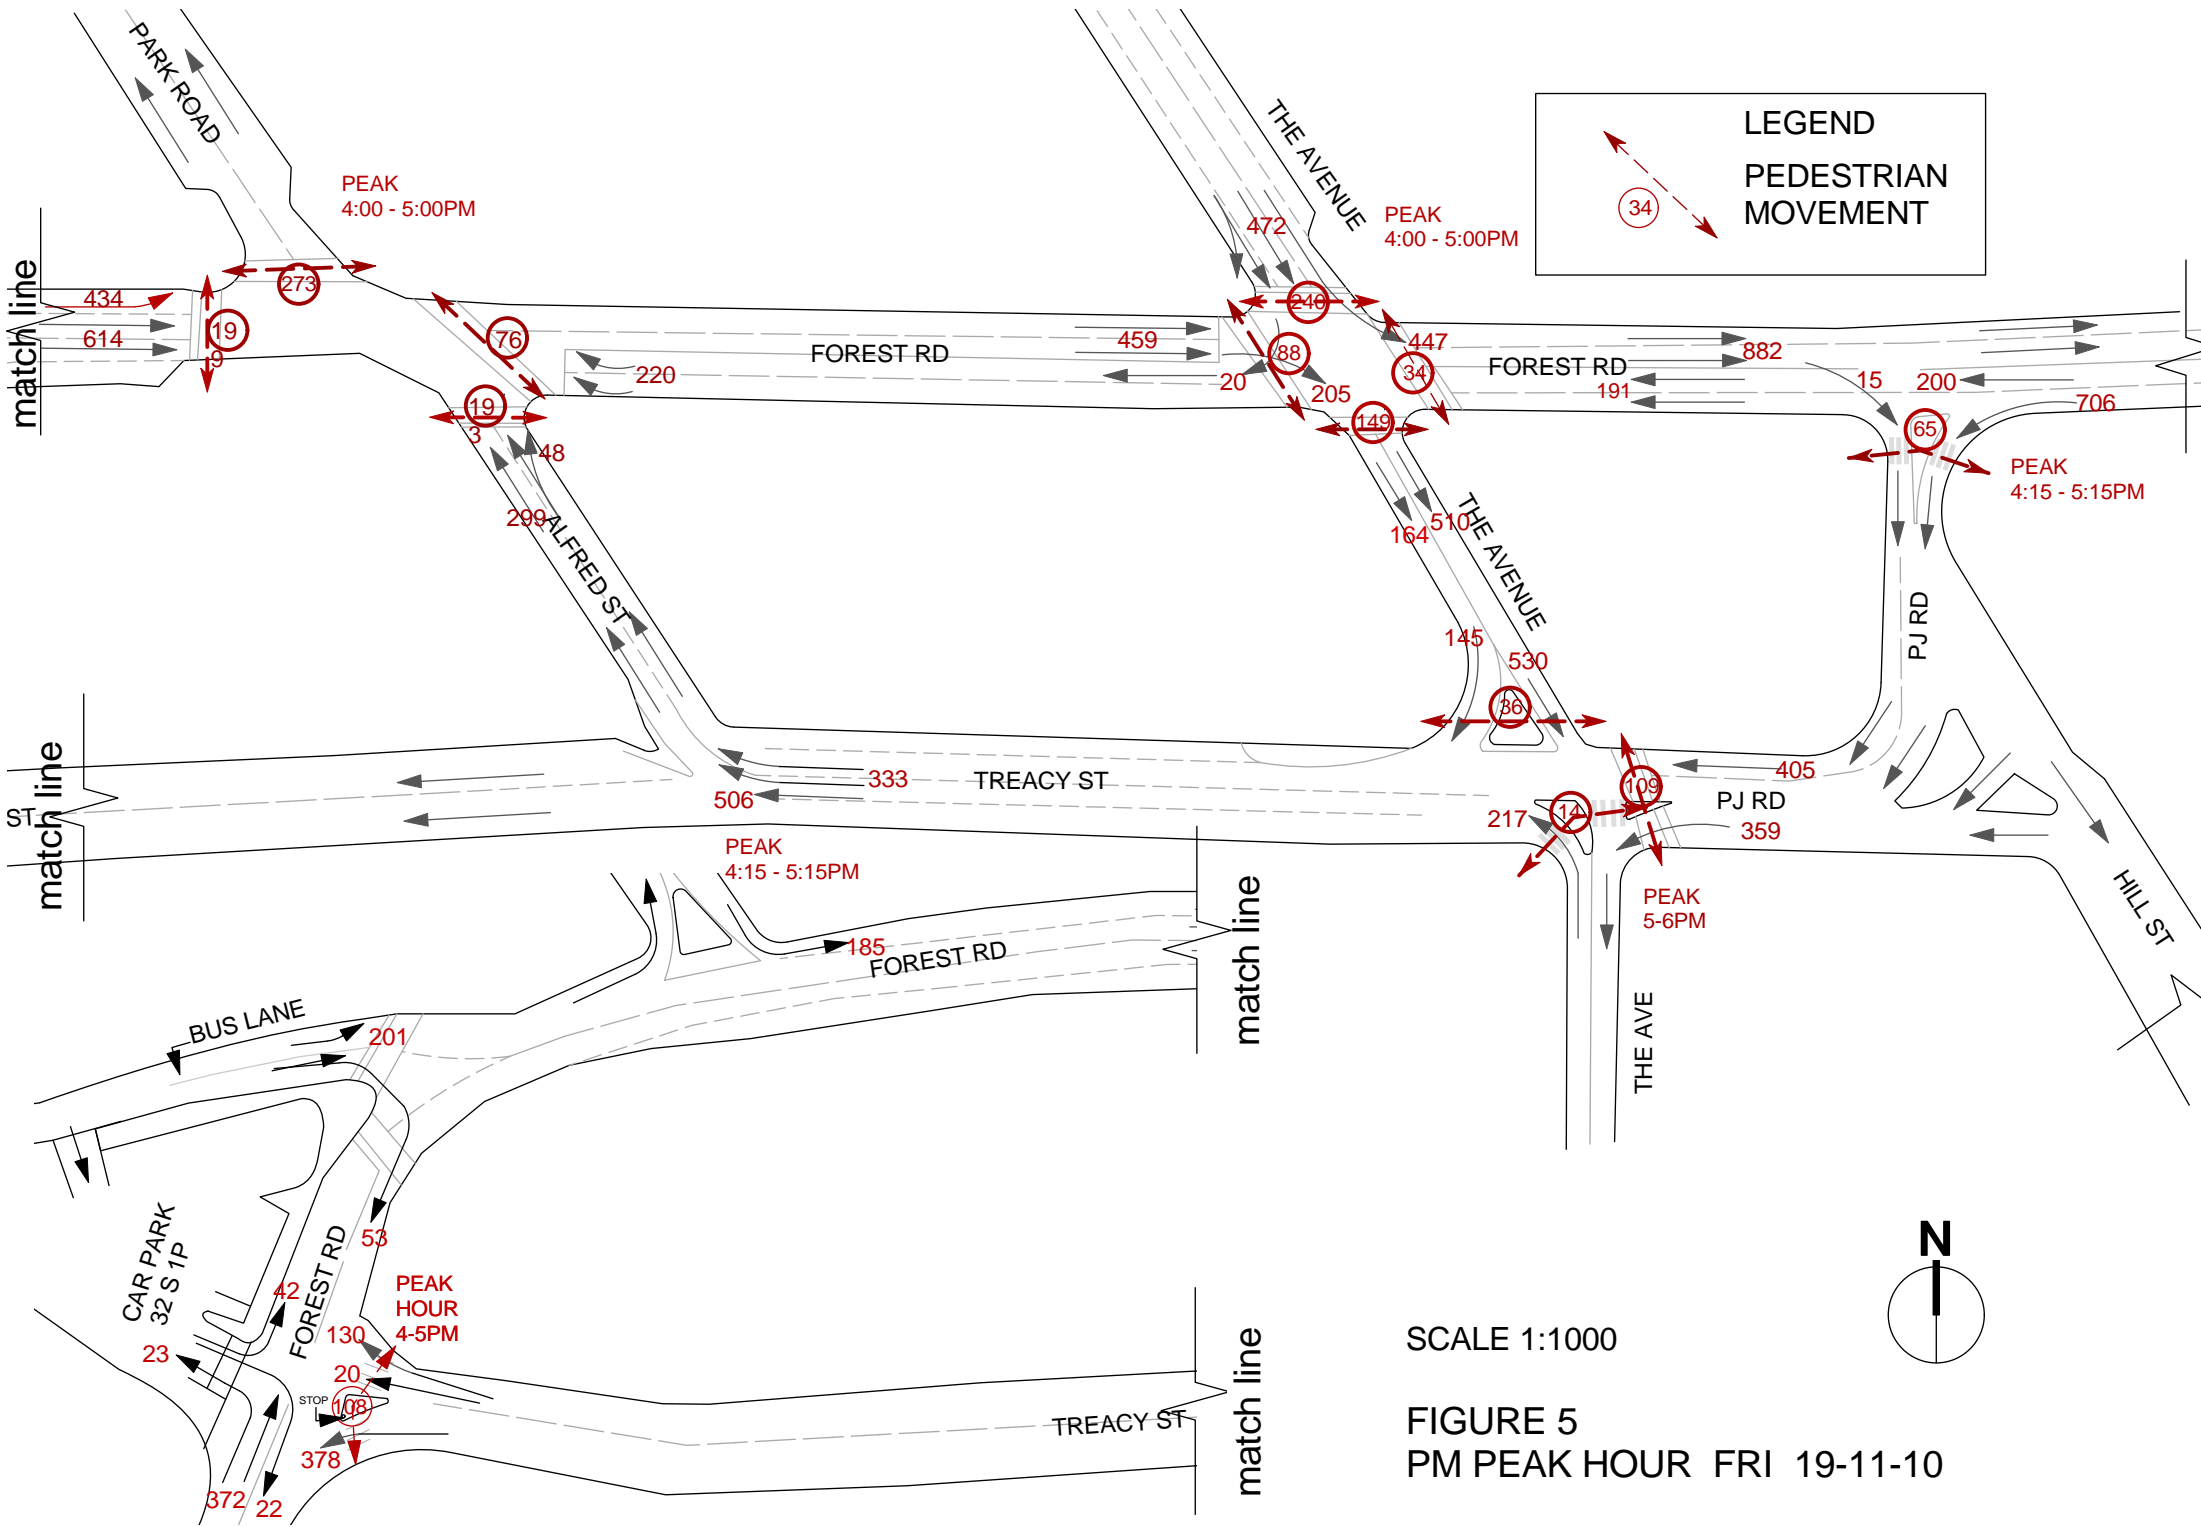 PARK ROAD
PEAK
4:00 - 5:00PM
THE AVENUE
472
PEAK
4:00 - 5:00PM
LEGEND
PEDESTRIAN
MOVEMENT
34
match line
434
614
273
19
9
76
459
FOREST RD
220
240
88
20
205
447
34
FOREST RD
882
191
15
200
706
65
PEAK
4:15 - 5:15PM
19
3
48
299
ALFRED ST
149
164
510
THE AVENUE
145
530
36
PJ RD
match line
ST
333
506
TREACY ST
PEAK
4:15 - 5:15PM
217
14
109
405
PJ RD
359
PEAK
5-6PM
HILL ST
THE AVE
match line
185
FOREST RD
BUS LANE
201
53
CAR PARK
32 S 1P
FOREST RD
42
23
PEAK
HOUR
4-5PM
130
20
STOP
108
378
372
22
TREACY ST
match line
N
SCALE 1:1000
FIGURE 5
PM PEAK HOUR FRI 19-11-10